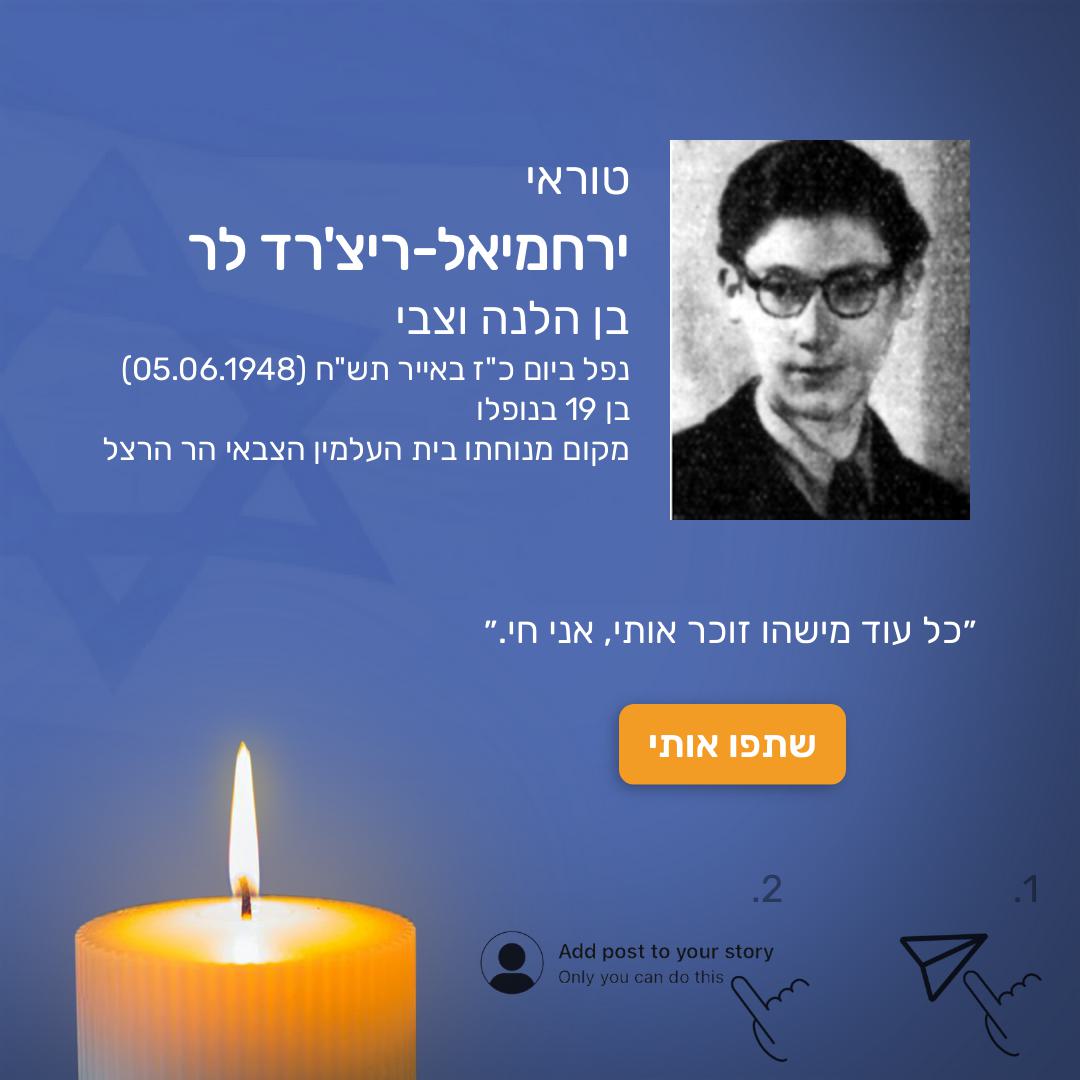 טוראי
ירחמיאל-ריצ'רד לר
בן הלנה וצבי
נפל ביום כ"ז באייר תש"ח (05.06.1948)
בן 19 בנופלו
מקום מנוחתו בית העלמין הצבאי הר הרצל
״כל עוד מישהו זוכר אותי, אני חי.״
שתפו אותי
.1
.2
Add post to your story
Only you can do this